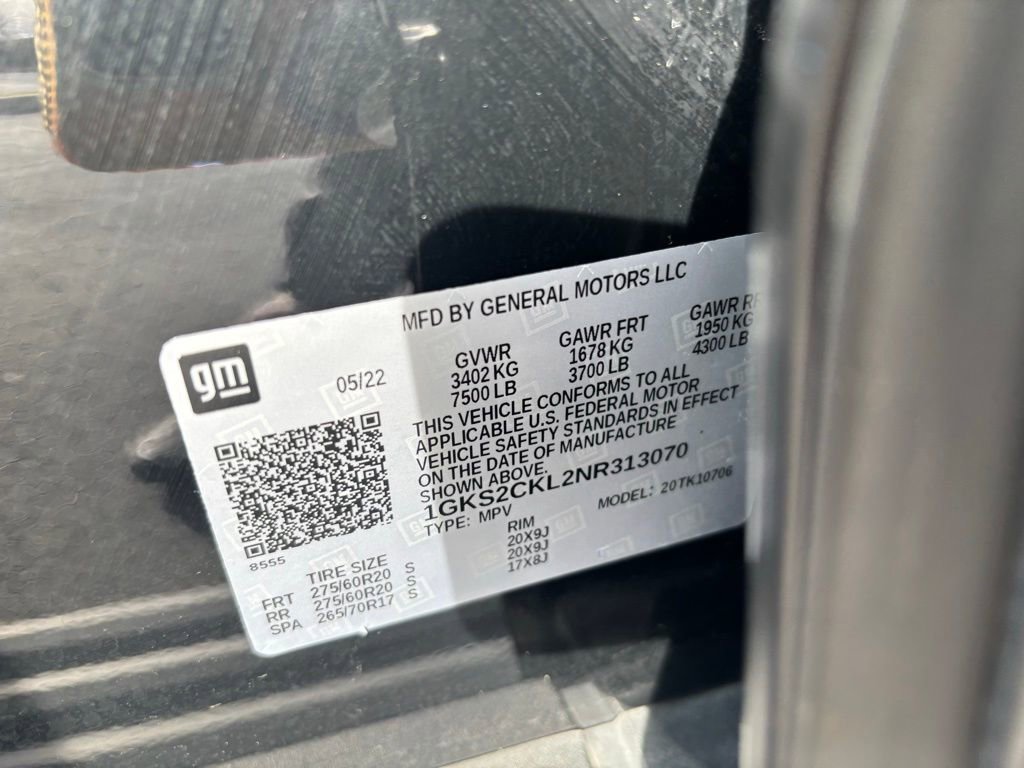 MFD BY GENERAL MOTORS LLC
gm
05/22
GVWR GAWR FRT GAWR
3402 KG 1678 KG 1950 KG
7500 LB 3700 LB 4300 LB
THIS VEHICLE CONFORMS TO ALL
APPLICABLE U.S. FEDERAL MOTOR
VEHICLE SAFETY STANDARDS IN EFFECT
ON THE DATE OF MANUFACTURE
SHOWN ABOVE.
1GKS2CKL2NR313070
TYPE: MPV MODEL: 20TK10706
8555
TIRE SIZE RIM
FRT 275/60R20 S 20X9J
RR 275/60R20 S 20X9J
SPA 265/70R17 S 17X8J